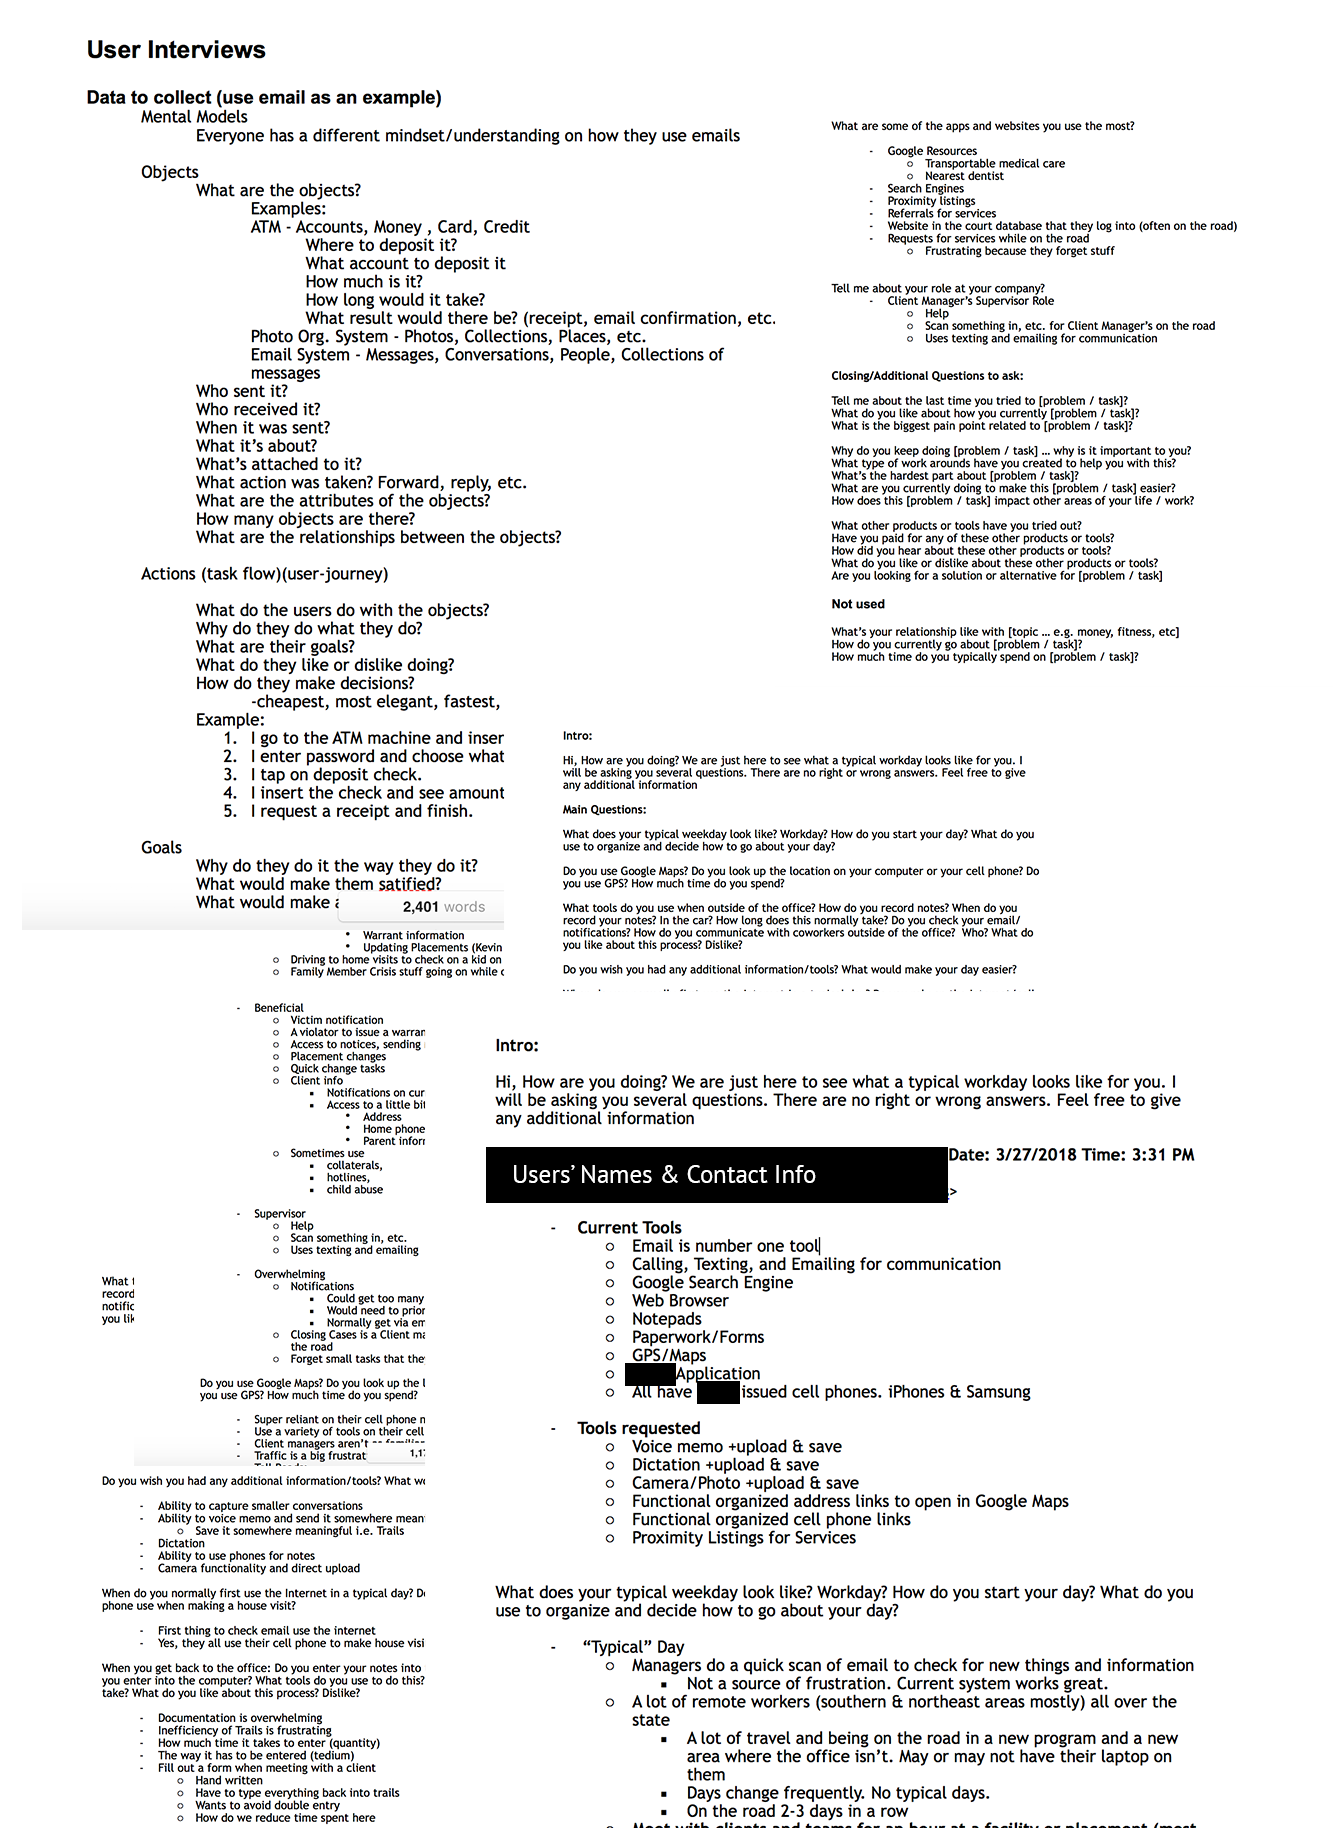 User Interviews
Data to collect (use email as an example)
Mental Models
Everyone has a different mindset/understanding on how they use emails
Objects
What are the objects?
Examples:
ATM - Accounts, Money , Card, Credit
Where to deposit it?
What account to deposit it
How much is it?
How long would it take?
What result would there be? (receipt, email confirmation, etc.
Photo Org. System - Photos, Collections, Places, etc.
Email System - Messages, Conversations, People, Collections of
messages
Who sent it?
Who received it?
When it was sent?
What it's about?
What's attached to it?
What action was taken? Forward, reply, etc.
What are the attributes of the objects?
How many objects are there?
What are the relationships between the objects?
Actions (task flow)(user-journey)
What do the users do with the objects?
Why do they do what they do?
What are their goals?
What do they like or dislike doing?
How do they make decisions?
-cheapest, most elegant, fastest,
Example:
1. I go to the ATM machine and inser
2. I enter password and choose what
3. I tap on deposit check.
4. I insert the check and see amount
5. I request a receipt and finish.
Goals
Why do they do it the way they do it?
What would make them satified?
What would make a
2,401 words
What are some of the apps and websites you use the most?
- Google Resources
○ Transportable medical care
○ Nearest dentist
- Search Engines
- Proximity listings
- Referrals for services
- Website in the court database that they log into (often on the road)
- Requests for services while on the road
○ Frustrating because they forget stuff
Tell me about your role at your company?
- Client Manager's Supervisor Role
○ Help
○ Scan something in, etc. for Client Manager's on the road
○ Uses texting and emailing for communication
Closing/Additional Questions to ask:
Tell me about the last time you tried to [problem / task]?
What do you like about how you currently [problem / task]?
What is the biggest pain point related to [problem / task]?
Why do you keep doing [problem / task] ... why is it important to you?
What type of work arounds have you created to help you with this?
What's the hardest part about [problem / task]?
What are you currently doing to make this [problem / task] easier?
How does this [problem / task] impact other areas of your life / work?
What other products or tools have you tried out?
Have you paid for any of these other products or tools?
How did you hear about these other products or tools?
What do you like or dislike about these other products or tools?
Are you looking for a solution or alternative for [problem / task]
Not used
What's your relationship like with [topic ... e.g. money, fitness, etc]
How do you currently go about [problem / task]?
How much time do you typically spend on [problem / task]?
Intro:
Hi, How are you doing? We are just here to see what a typical workday looks like for you. I
will be asking you several questions. There are no right or wrong answers. Feel free to give
any additional information
Main Questions:
What does your typical weekday look like? Workday? How do you start your day? What do you
use to organize and decide how to go about your day?
Do you use Google Maps? Do you look up the location on your computer or your cell phone? Do
you use GPS? How much time do you spend?
What tools do you use when outside of the office? How do you record notes? When do you
record your notes? In the car? How long does this normally take? Do you check your email/
notifications? How do you communicate with coworkers outside of the office? Who? What do
you like about this process? Dislike?
Do you wish you had any additional information/tools? What would make your day easier?
• Warrant information
• Updating Placements (Kevin
○ Driving to home visits to check on a kid on
○ Family Member Crisis stuff going on while
- Beneficial
○ Victim notification
○ A violator to issue a warran
○ Access to notices, sending
○ Placement changes
○ Quick change tasks
○ Client info
▪ Notifications on cur
▪ Access to a little bit
• Address
• Home phone
• Parent inforr
○ Sometimes use
▪ collaterals,
▪ hotlines,
▪ child abuse
- Supervisor
○ Help
○ Scan something in, etc.
○ Uses texting and emailing
- Overwhelming
○ Notifications
▪ Could get too many
▪ Would need to prior
▪ Normally get via em
○ Closing Cases is a Client ma
the road
○ Forget small tasks that the
What t
record
notific
you lik
Do you use Google Maps? Do you look up the l
you use GPS? How much time do you spend?
- Super reliant on their cell phone n
- Use a variety of tools on their cell
- Client managers aren't
- Traffic is a big frustrat
1,17
Do you wish you had any additional information/tools? What wo
- Ability to capture smaller conversations
- Ability to voice memo and send it somewhere mean
○ Save it somewhere meaningful i.e. Trails
- Dictation
- Ability to use phones for notes
- Camera functionality and direct upload
When do you normally first use the Internet in a typical day? Do
phone use when making a house visit?
- First thing to check email use the internet
- Yes, they all use their cell phone to make house visi
When you get back to the office: Do you enter your notes into
you enter into the computer? What tools do you use to do this?
take? What do you like about this process? Dislike?
- Documentation is overwhelming
- Inefficiency of Trails is frustrating
- How much time it takes to enter (quantity)
- The way it has to be entered (tedium)
- Fill out a form when meeting with a client
○ Hand written
○ Have to type everything back into trails
○ Wants to avoid double entry
○ How do we reduce time spent here
Intro:
Hi, How are you doing? We are just here to see what a typical workday looks like for you. I
will be asking you several questions. There are no right or wrong answers. Feel free to give
any additional information
Users' Names & Contact Info
Date: 3/27/2018 Time: 3:31 PM
>
- Current Tools
○ Email is number one tool
○ Calling, Texting, and Emailing for communication
○ Google Search Engine
○ Web Browser
○ Notepads
○ Paperwork/Forms
○ GPS/Maps
○ Application
○ All have issued cell phones. iPhones & Samsung
- Tools requested
○ Voice memo +upload & save
○ Dictation +upload & save
○ Camera/Photo +upload & save
○ Functional organized address links to open in Google Maps
○ Functional organized cell phone links
○ Proximity Listings for Services
What does your typical weekday look like? Workday? How do you start your day? What do you
use to organize and decide how to go about your day?
- "Typical" Day
○ Managers do a quick scan of email to check for new things and information
▪ Not a source of frustration. Current system works great.
○ A lot of remote workers (southern & northeast areas mostly) all over the
state
▪ A lot of travel and being on the road in a new program and a new
area where the office isn't. May or may not have their laptop on
them
▪ Days change frequently. No typical days.
▪ On the road 2-3 days in a row
○ Meet with clients and teams for an hour at a facility or placement (most